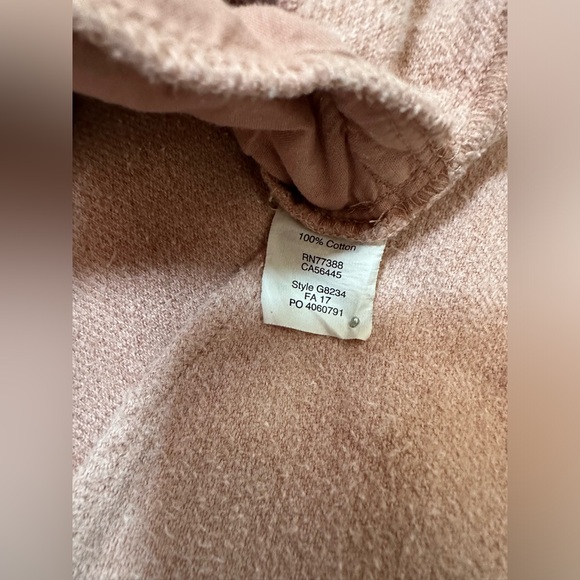 100% Cotton
RN77388
CA56445
Style G8234
FA 17
PO 4060791